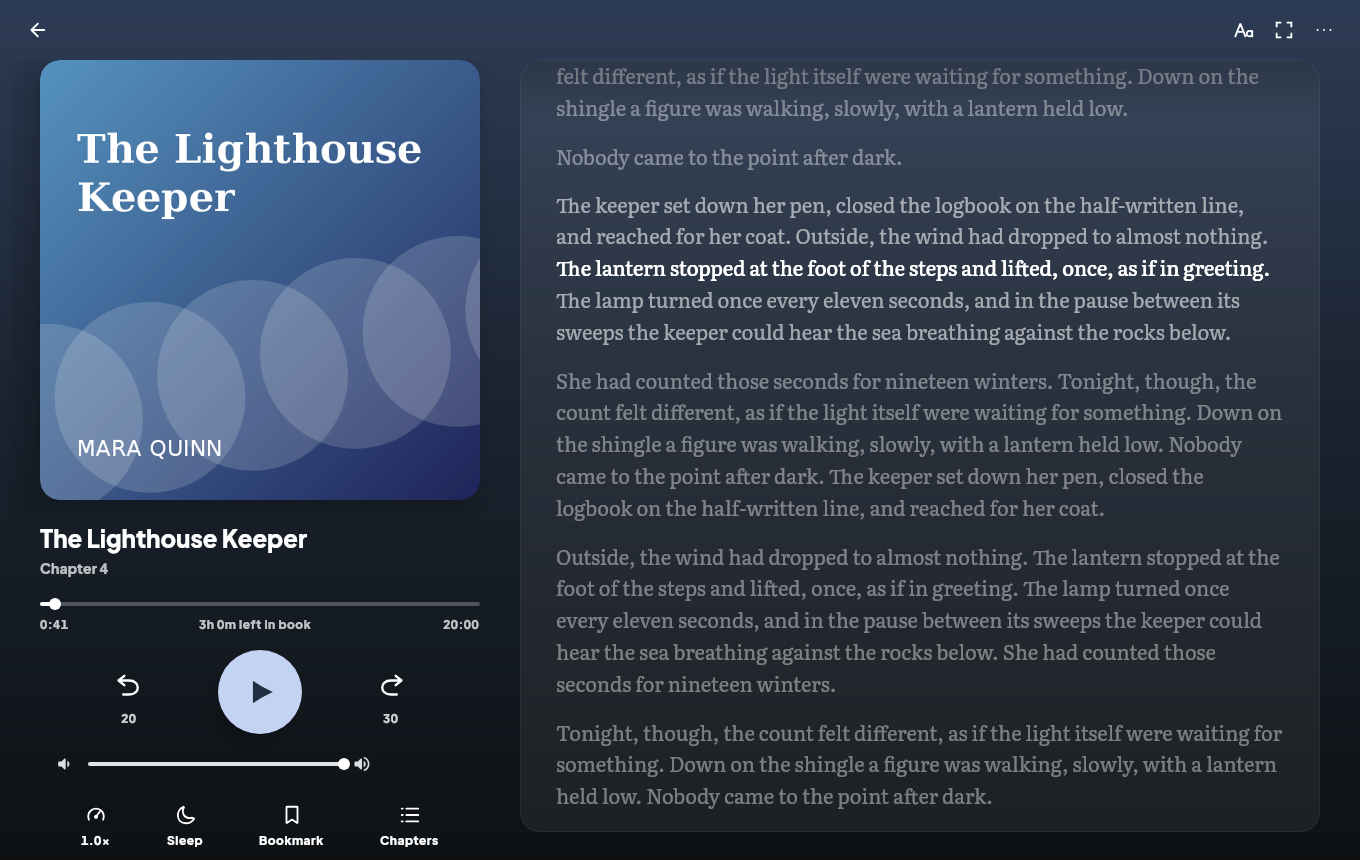 Aa
...
The Lighthouse
Keeper
MARA QUINN
The Lighthouse Keeper
Chapter 4
0:41
3h 0m left in book
20:00
20
30
1.0×
Sleep
Bookmark
Chapters
felt different, as if the light itself were waiting for something. Down on the
shingle a figure was walking, slowly, with a lantern held low.
Nobody came to the point after dark.
The keeper set down her pen, closed the logbook on the half-written line,
and reached for her coat. Outside, the wind had dropped to almost nothing.
The lantern stopped at the foot of the steps and lifted, once, as if in greeting.
The lamp turned once every eleven seconds, and in the pause between its
sweeps the keeper could hear the sea breathing against the rocks below.
She had counted those seconds for nineteen winters. Tonight, though, the
count felt different, as if the light itself were waiting for something. Down on
the shingle a figure was walking, slowly, with a lantern held low. Nobody
came to the point after dark. The keeper set down her pen, closed the
logbook on the half-written line, and reached for her coat.
Outside, the wind had dropped to almost nothing. The lantern stopped at the
foot of the steps and lifted, once, as if in greeting. The lamp turned once
every eleven seconds, and in the pause between its sweeps the keeper could
hear the sea breathing against the rocks below. She had counted those
seconds for nineteen winters.
Tonight, though, the count felt different, as if the light itself were waiting for
something. Down on the shingle a figure was walking, slowly, with a lantern
held low. Nobody came to the point after dark.